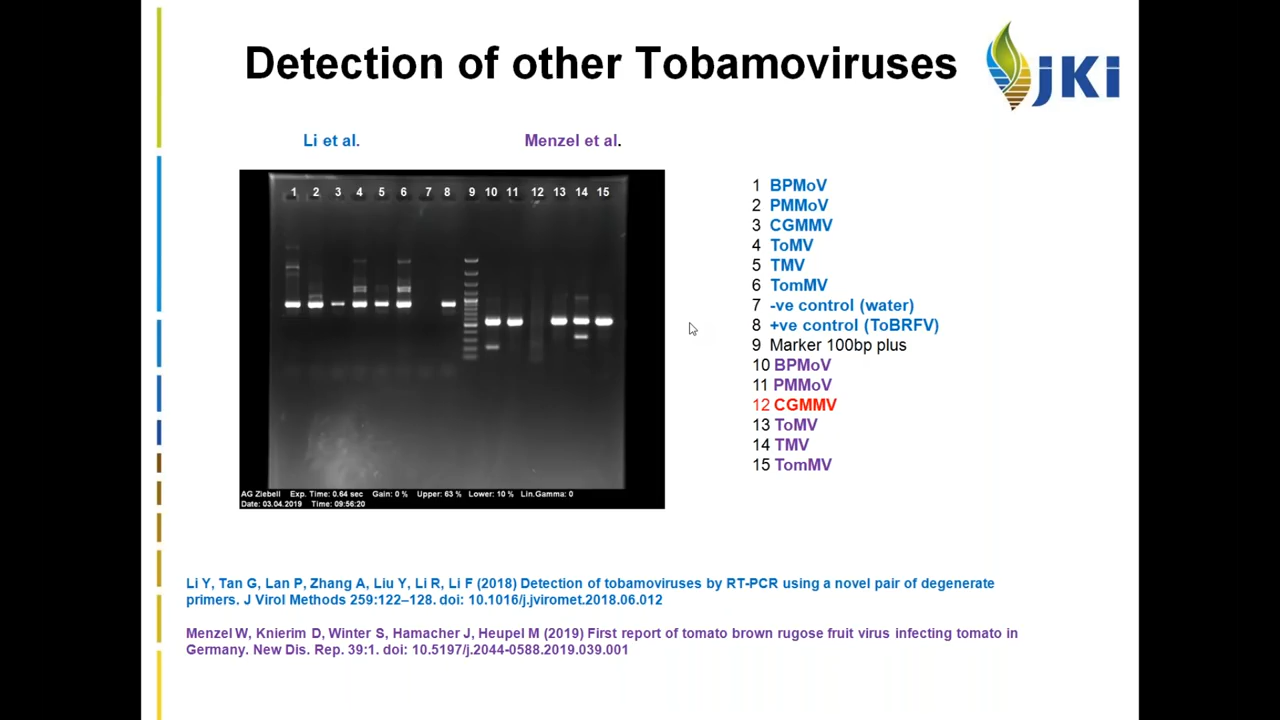 Detection of other Tobamoviruses
JKi
Li et al.
Menzel et al.
1 2 3 4 5 6 7 8 9 10 11 12 13 14 15
AG Ziebell Exp. Time: 0.64 sec Gain: 0 % Upper: 63 % Lower: 10 % Lin.Gamma: 0
Date: 03.04.2019 Time: 09:56:20
1 BPMoV
2 PMMoV
3 CGMMV
4 ToMV
5 TMV
6 TomMV
7 -ve control (water)
8 +ve control (ToBRFV)
9 Marker 100bp plus
10 BPMoV
11 PMMoV
12 CGMMV
13 ToMV
14 TMV
15 TomMV
Li Y, Tan G, Lan P, Zhang A, Liu Y, Li R, Li F (2018) Detection of tobamoviruses by RT-PCR using a novel pair of degenerate
primers. J Virol Methods 259:122–128. doi: 10.1016/j.jviromet.2018.06.012
Menzel W, Knierim D, Winter S, Hamacher J, Heupel M (2019) First report of tomato brown rugose fruit virus infecting tomato in
Germany. New Dis. Rep. 39:1. doi: 10.5197/j.2044-0588.2019.039.001